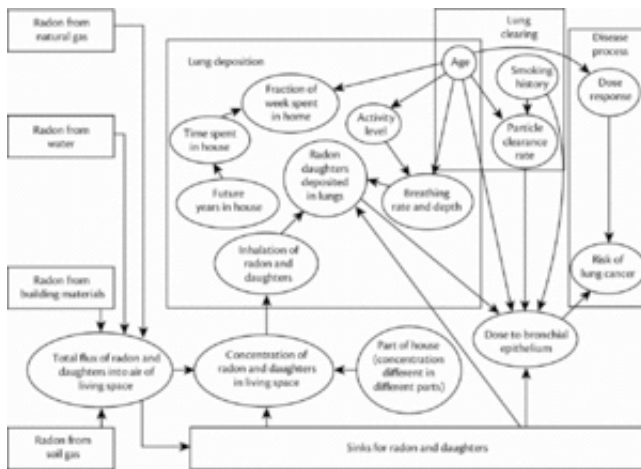 Radon from
natural gas
Radon from
water
Radon from
building materials
Radon from
soil gas
Lung deposition
Lung
clearing
Disease
process
Age
Smoking
history
Dose
response
Fraction of
week spent
in home
Time spent
in house
Future
years in house
Activity
level
Particle
clearance
rate
Radon
daughters
deposited
in lungs
Breathing
rate and depth
Inhalation of
radon and
daughters
Risk of
lung cancer
Total flux of radon and
daughters into air of
living space
Concentration of
radon and daughters
in living space
Part of house
(concentration
different in
different parts)
Dose to bronchial
epithelium
Sinks for radon and daughters